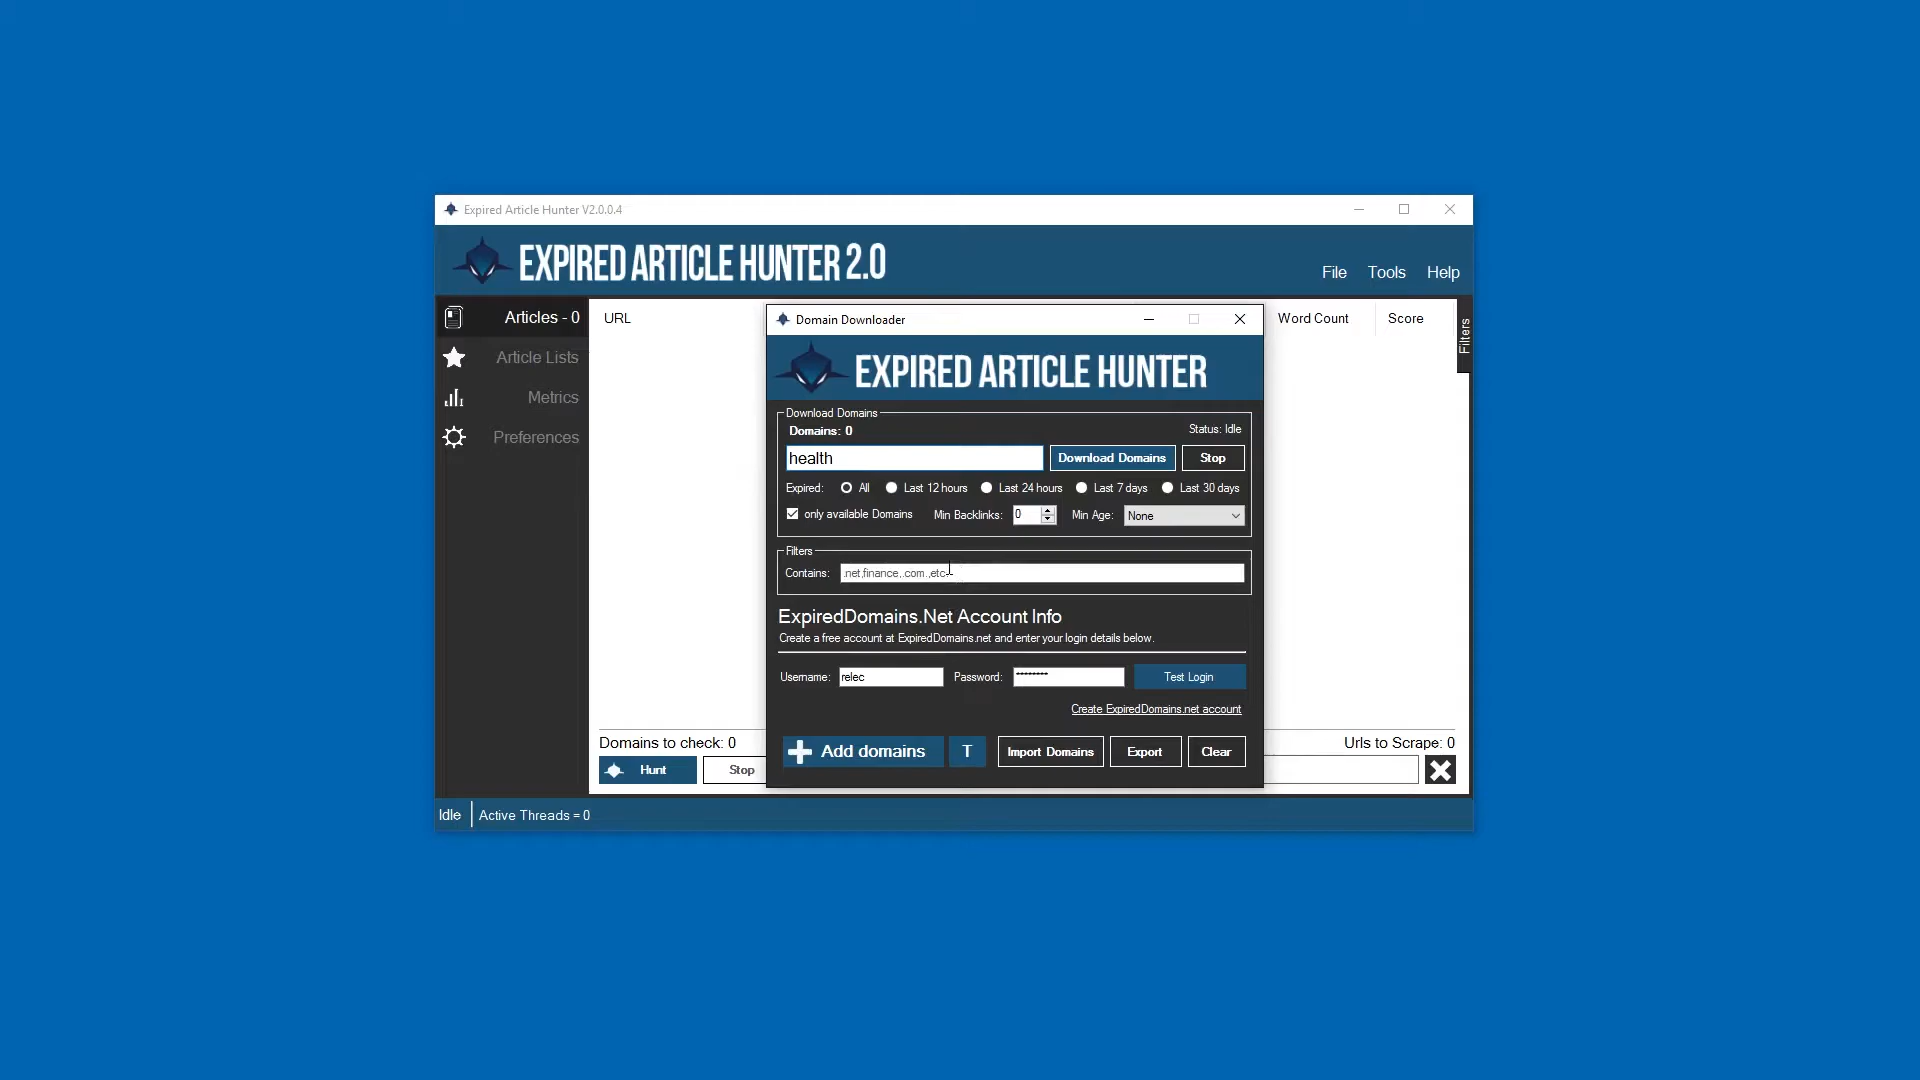 Expired Article Hunter V2.0.0.4
EXPIRED ARTICLE HUNTER 2.0
File Tools Help
Articles - 0
Article Lists
Metrics
Preferences
URL
Word Count
Score
Filters
Domain Downloader
EXPIRED ARTICLE HUNTER
Download Domains
Domains: 0
Status: Idle
health
Download Domains
Stop
Expired: All Last 12 hours Last 24 hours Last 7 days Last 30 days
only available Domains Min Backlinks: 0 Min Age: None
Filters
Contains: .net,finance,.com.,etc
ExpiredDomains.Net Account Info
Create a free account at ExpiredDomains.net and enter your login details below.
Username: relec Password: ******** Test Login
Create ExpiredDomains.net account
Add domains T Import Domains Export Clear
Domains to check: 0
Urls to Scrape: 0
Hunt
Stop
Idle
Active Threads = 0